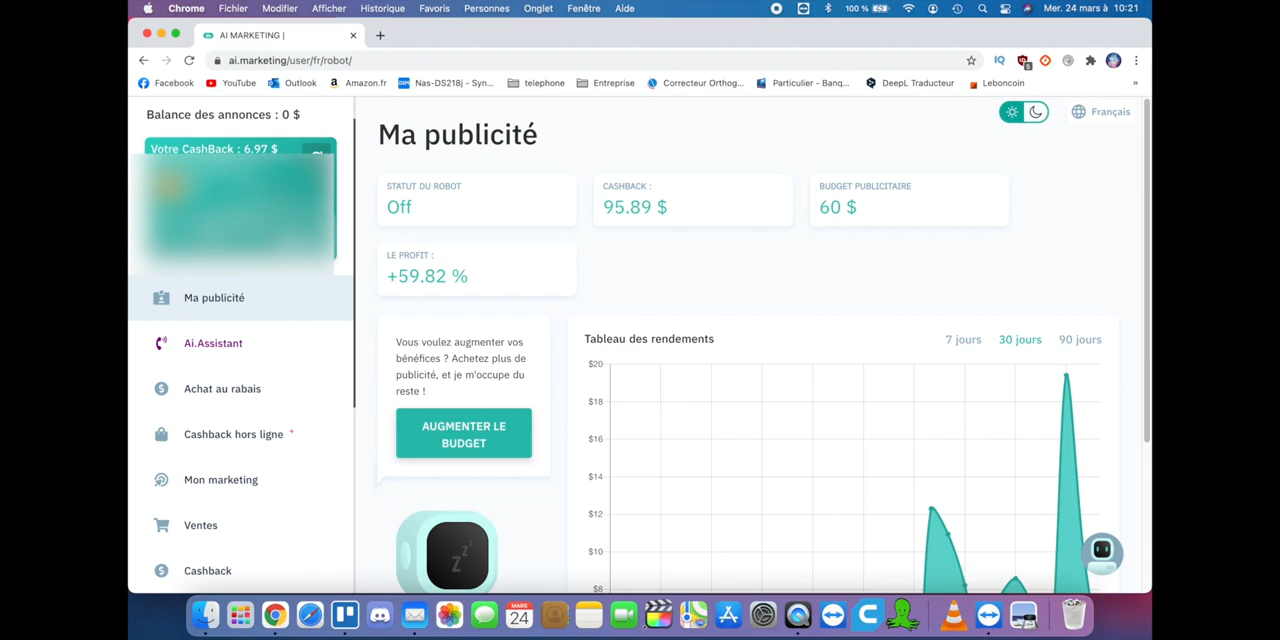 Chrome Fichier Modifier Afficher Historique Favoris Personnes Onglet Fenêtre Aide 100 % Mer. 24 mars à 10:21
AI MARKETING |
ai.marketing/user/fr/robot/
IQ 5
Facebook YouTube Outlook a Amazon.fr Nas-DS218j – Syn... telephone Entreprise Correcteur Orthog... Particulier - Banq... DeepL Traducteur Leboncoin »
Balance des annonces : 0 $
Français
Votre CashBack : 6.97 $
Ma publicité
STATUT DU ROBOT
Off
CASHBACK :
95.89 $
BUDGET PUBLICITAIRE
60 $
LE PROFIT :
+59.82 %
Ma publicité
Ai.Assistant
Achat au rabais
Cashback hors ligne *
Mon marketing
Ventes
Cashback
Vous voulez augmenter vos
bénéfices ? Achetez plus de
publicité, et je m'occupe du
reste !
AUGMENTER LE
BUDGET
z z z
Tableau des rendements
7 jours 30 jours 90 jours
$20
$18
$16
$14
$12
$10
$8
MARS
24